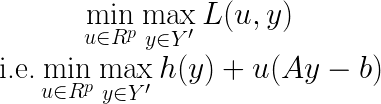 min max L(u, y)
u∈R^p y∈Y′
i.e. min max h(y) + u(Ay − b)
u∈R^p y∈Y′